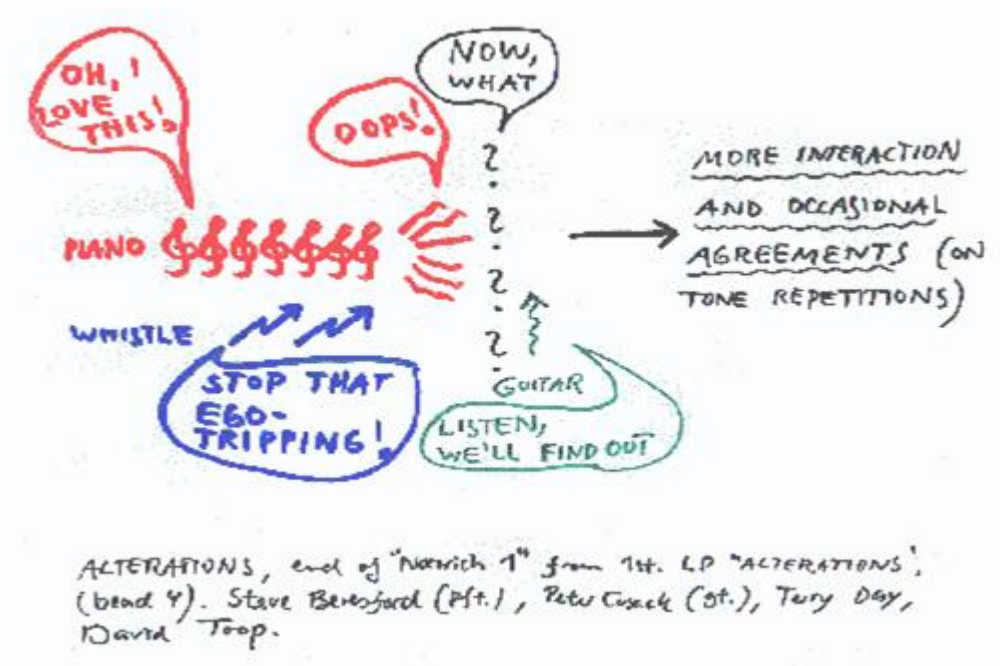 OH, I
LOVE
THIS!
OOPS!
NOW,
WHAT
?
?
?
?
PIANO
WHISTLE
STOP THAT
EGO-
TRIPPING!
GUITAR
LISTEN,
WE'LL FIND OUT
MORE INTERACTION
AND OCCASIONAL
AGREEMENTS (ON
TONE REPETITIONS)
ALTERATIONS, end of "Norwich 1" from 1st. LP "ALTERATIONS",
(bead 4). Steve Beresford (pft.), Peter Cusack (gt.), Terry Day,
David Toop.